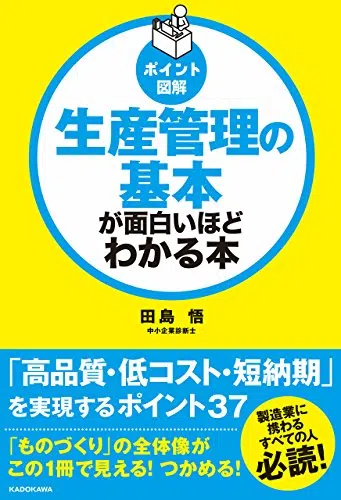 ポイント
図解
生産管理の
基本
が面白いほど
わかる本
田島 悟
中小企業診断士
「高品質・低コスト・短納期」
を実現するポイント37
「ものづくり」の全体像が
この1冊で見える！つかめる！
製造業に
携わる
すべての人
必読！
KADOKAWA